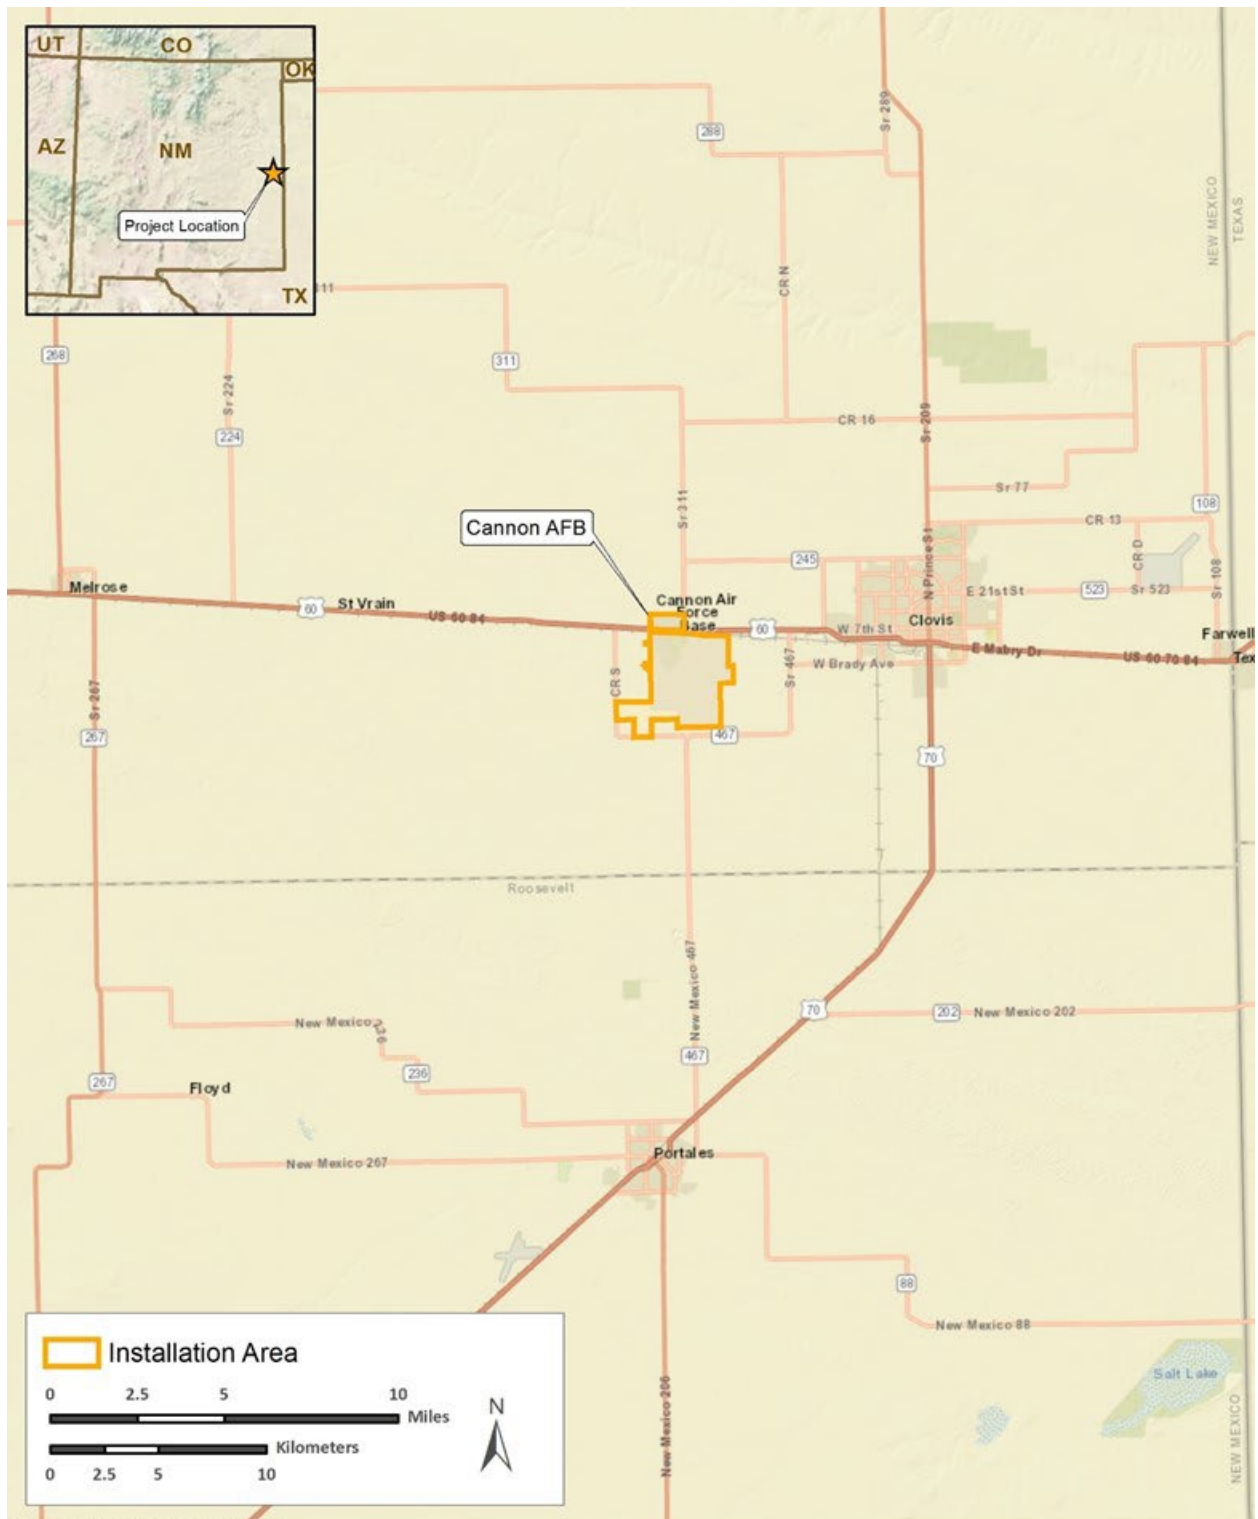 UT
CO
OK
AZ
NM
Project Location
TX
288
Sr 289
NEW MEXICO
TEXAS
CR N
311
268
311
Sr 224
224
CR 16
Sr 209
Sr 77
Sr 311
108
CR 13
Cannon AFB
245
N Prince St
CR D
Sr 108
Melrose
E 21st St
523
Sr 523
St Vrain
60
US 60 84
Cannon Air
Force
Base
60
W 7th St
Clovis
Farwell
E Mabry Dr
US 60 70 84
Tex
W Brady Ave
CR S
Sr 467
Sr 267
267
467
70
Roosevelt
New Mexico 467
New Mexico 236
70
202
New Mexico 202
467
236
267
Floyd
New Mexico 267
Portales
88
New Mexico 88
Salt Lake
New Mexico 206
NEW MEXICO
Installation Area
0 2.5 5 10
Miles
Kilometers
0 2.5 5 10
N